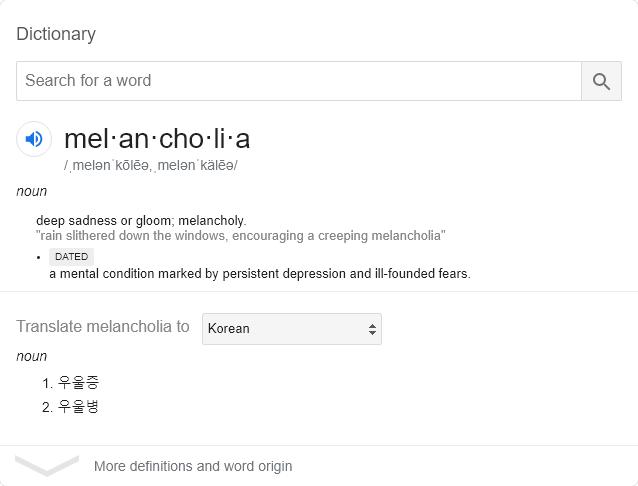 Dictionary
Search for a word
mel·an·cho·li·a
/ˌmelənˈkōlēə,ˌmelənˈkälēə/
noun
deep sadness or gloom; melancholy.
"rain slithered down the windows, encouraging a creeping melancholia"
• DATED
a mental condition marked by persistent depression and ill-founded fears.
Translate melancholia to Korean
noun
1. 우울증
2. 우울병
More definitions and word origin